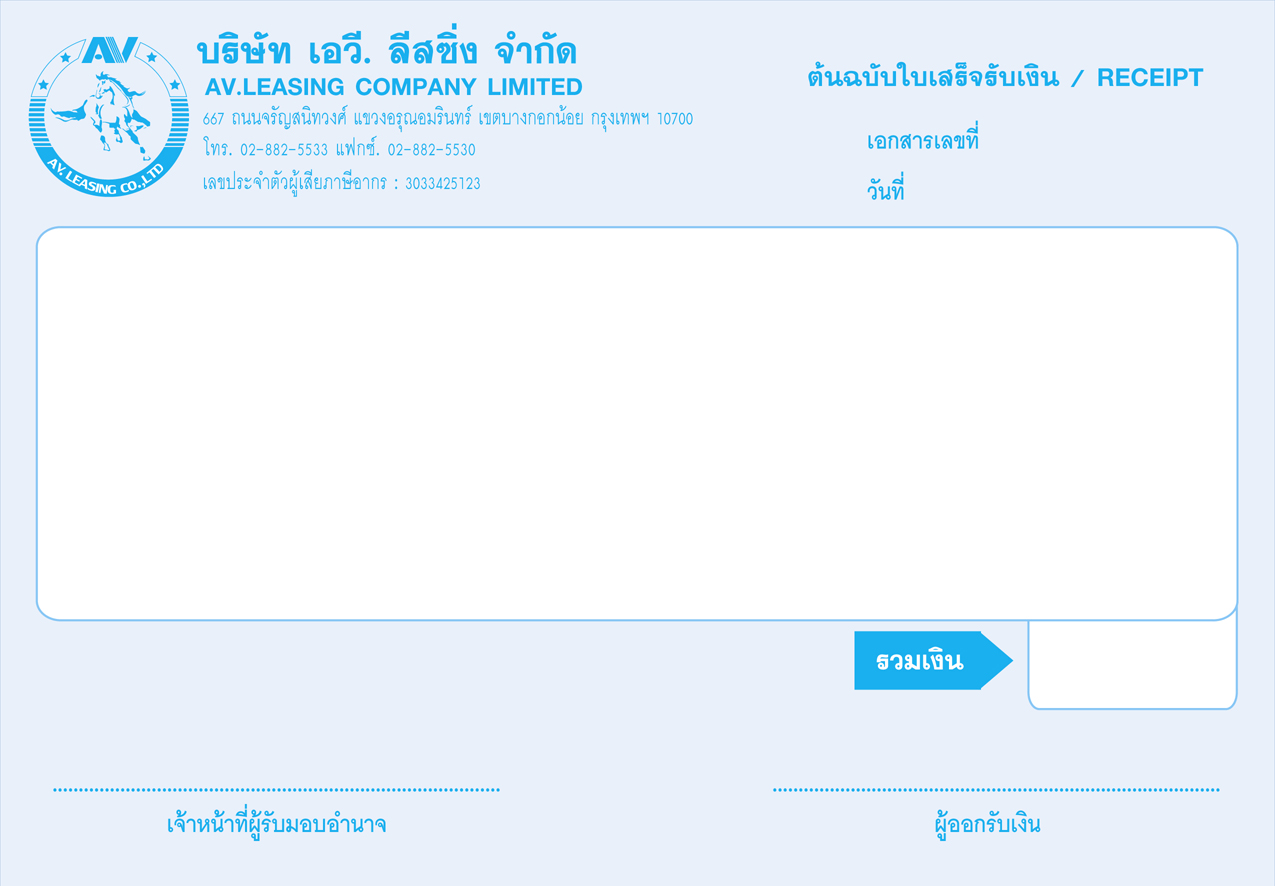 AV
AV. LEASING CO.,LTD
บริษัท เอวี. ลีสซิ่ง จำกัด
AV.LEASING COMPANY LIMITED
667 ถนนจรัญสนิทวงศ์ แขวงอรุณอมรินทร์ เขตบางกอกน้อย กรุงเทพฯ 10700
โทร. 02-882-5533 แฟกซ์. 02-882-5530
เลขประจำตัวผู้เสียภาษีอากร : 3033425123
ต้นฉบับใบเสร็จรับเงิน / RECEIPT
เอกสารเลขที่
วันที่
รวมเงิน
เจ้าหน้าที่ผู้รับมอบอำนาจ
ผู้ออกรับเงิน